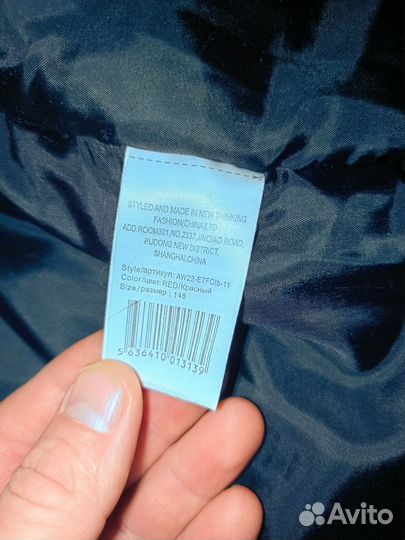 STYLED AND MADE IN NEW THINKING
FASHION(CHINA)LTD
ADD:ROOM301,NO.2337,JINQIAO ROAD,
PUDONG NEW DISTRICT,
SHANGHAI,CHINA
Style/артикул: AW22-E7FCtb-11
Color/цвет:RED/Красный
Size/размер : 146
5 636410 013139
Avito